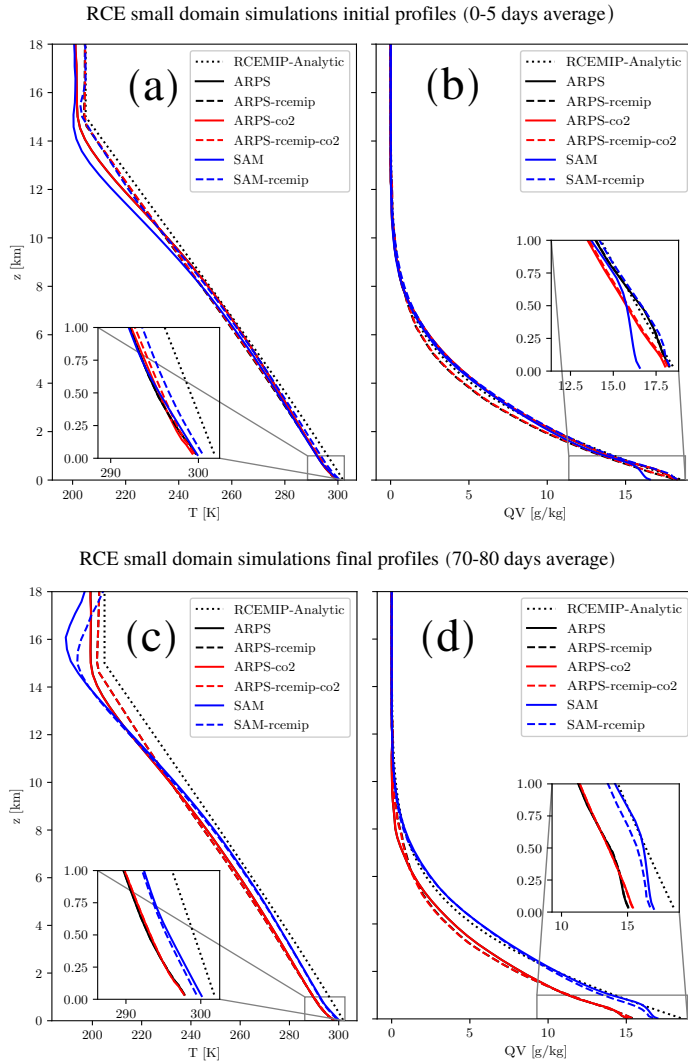 RCE small domain simulations initial profiles (0-5 days average)
18
16
14
12
10
8
6
4
2
0
z [km]
(a)
RCEMIP-Analytic
ARPS
ARPS-rcemip
ARPS-co2
ARPS-rcemip-co2
SAM
SAM-rcemip
1.00
0.75
0.50
0.25
0.00
290
300
200
220
240
260
280
300
T [K]
(b)
RCEMIP-Analytic
ARPS
ARPS-rcemip
ARPS-co2
ARPS-rcemip-co2
SAM
SAM-rcemip
1.00
0.75
0.50
0.25
0.00
12.5
15.0
17.5
0
5
10
15
QV [g/kg]
RCE small domain simulations final profiles (70-80 days average)
18
16
14
12
10
8
6
4
2
0
z [km]
(c)
RCEMIP-Analytic
ARPS
ARPS-rcemip
ARPS-co2
ARPS-rcemip-co2
SAM
SAM-rcemip
1.00
0.75
0.50
0.25
0.00
290
300
200
220
240
260
280
300
T [K]
(d)
RCEMIP-Analytic
ARPS
ARPS-rcemip
ARPS-co2
ARPS-rcemip-co2
SAM
SAM-rcemip
1.00
0.75
0.50
0.25
0.00
10
15
0
5
10
15
QV [g/kg]